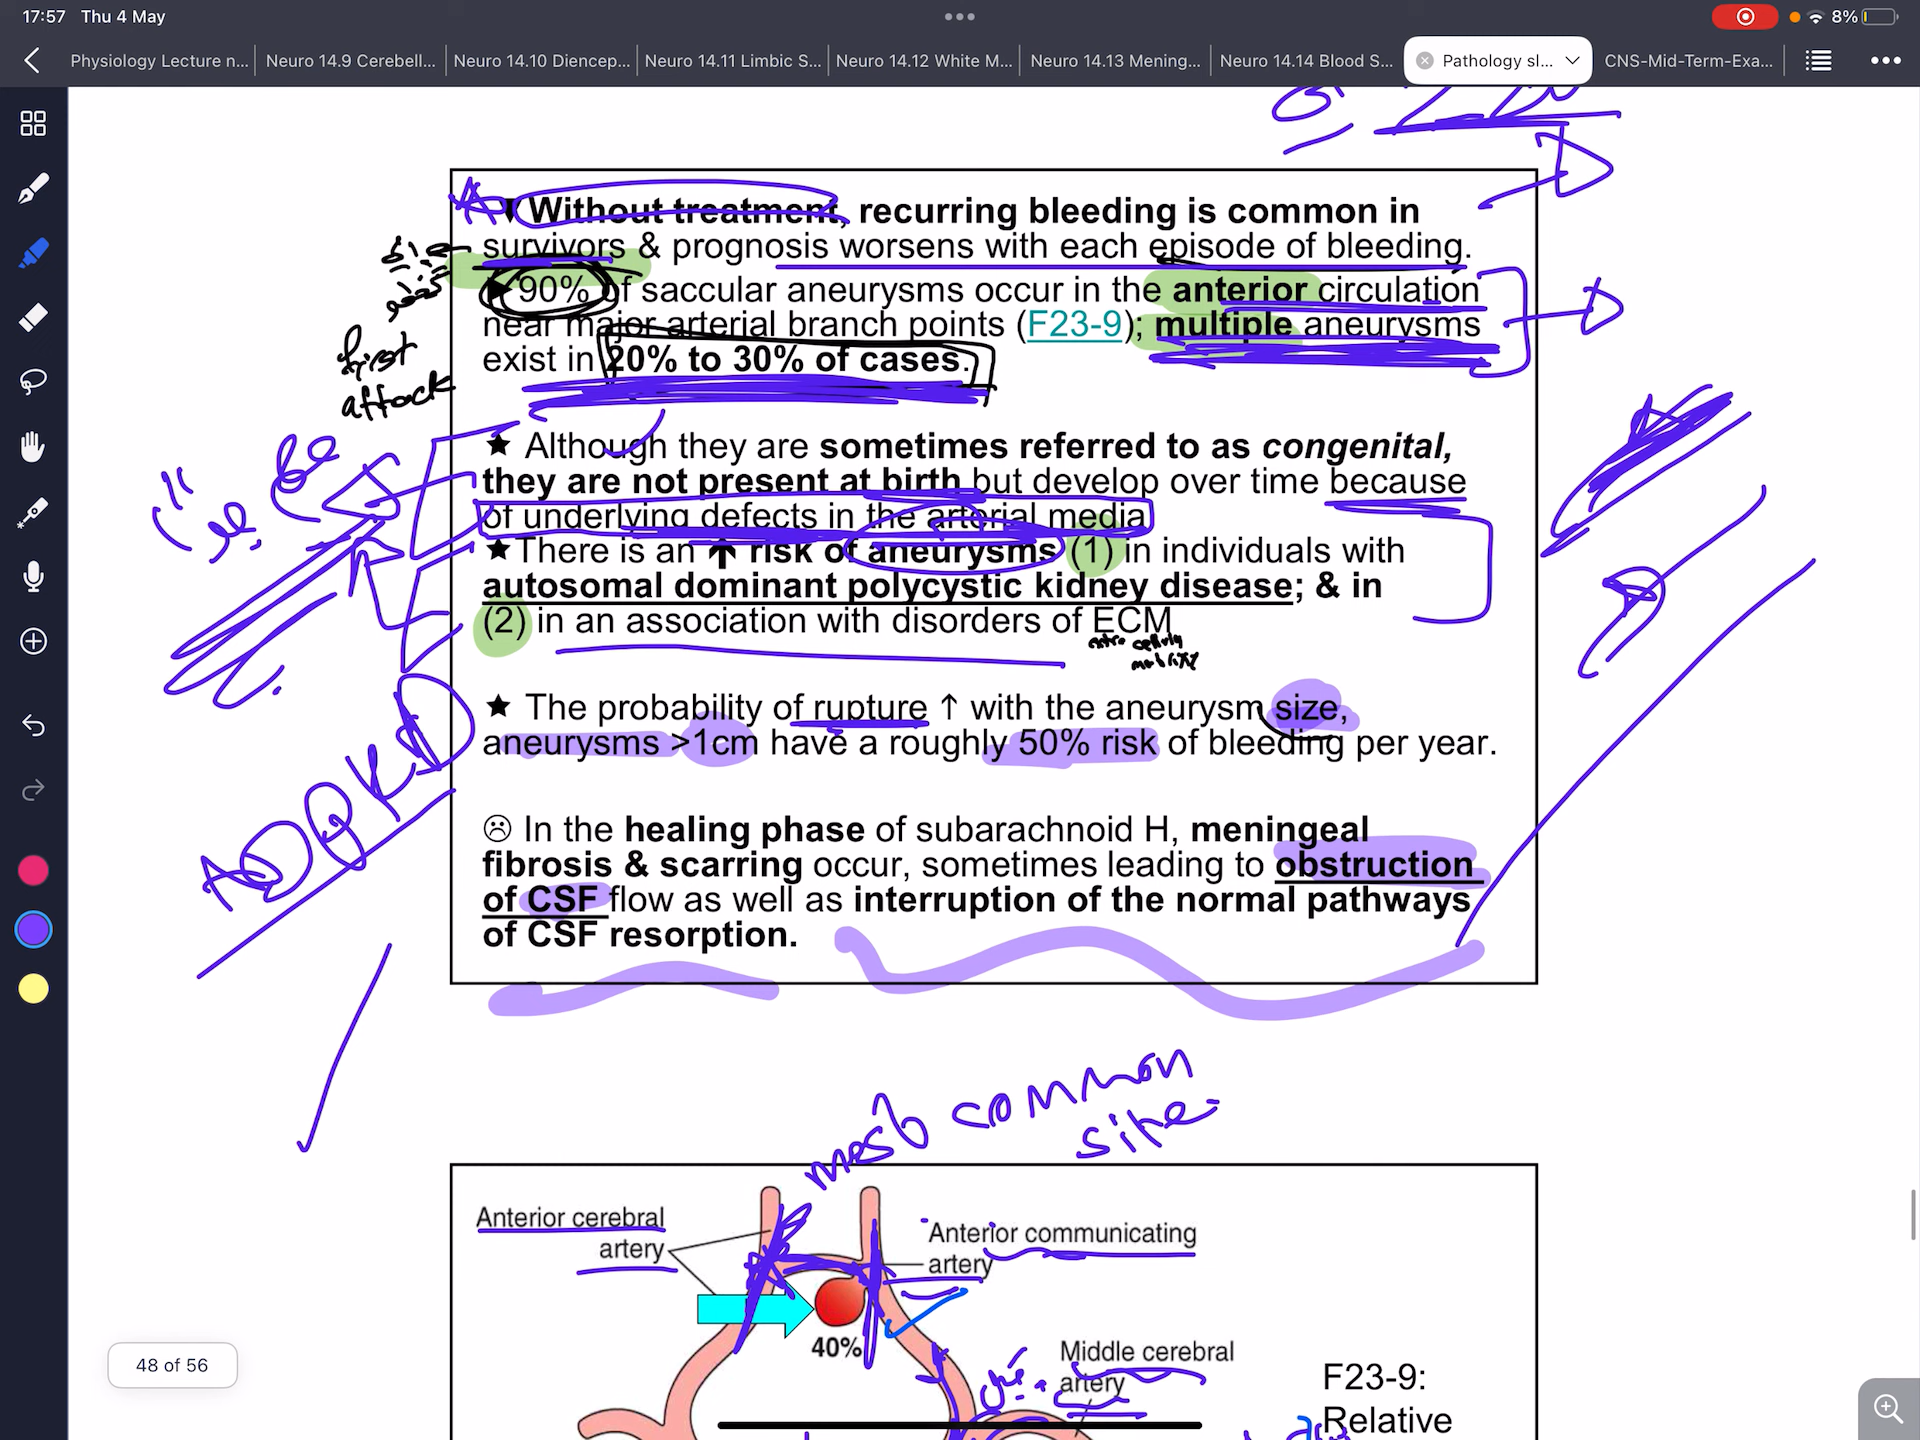 17:57 Thu 4 May
8%
Physiology Lecture n...
Neuro 14.9 Cerebell...
Neuro 14.10 Diencep...
Neuro 14.11 Limbic S...
Neuro 14.12 White M...
Neuro 14.13 Mening...
Neuro 14.14 Blood S...
Pathology sl...
CNS-Mid-Term-Exa...
Without treatment, recurring bleeding is common in
survivors & prognosis worsens with each episode of bleeding.
► 90% of saccular aneurysms occur in the anterior circulation
near major arterial branch points (F23-9); multiple aneurysms
exist in 20% to 30% of cases.
first
attack
★ Although they are sometimes referred to as congenital,
they are not present at birth but develop over time because
of underlying defects in the arterial media
★ There is an ↑ risk of aneurysms (1) in individuals with
autosomal dominant polycystic kidney disease; & in
(2) in an association with disorders of ECM
ADPKD
★ The probability of rupture ↑ with the aneurysm size,
aneurysms >1cm have a roughly 50% risk of bleeding per year.
☹ In the healing phase of subarachnoid H, meningeal
fibrosis & scarring occur, sometimes leading to obstruction
of CSF flow as well as interruption of the normal pathways
of CSF resorption.
most common
site
Anterior cerebral
artery
Anterior communicating
artery
40%
Middle cerebral
artery
F23-9:
Relative
48 of 56